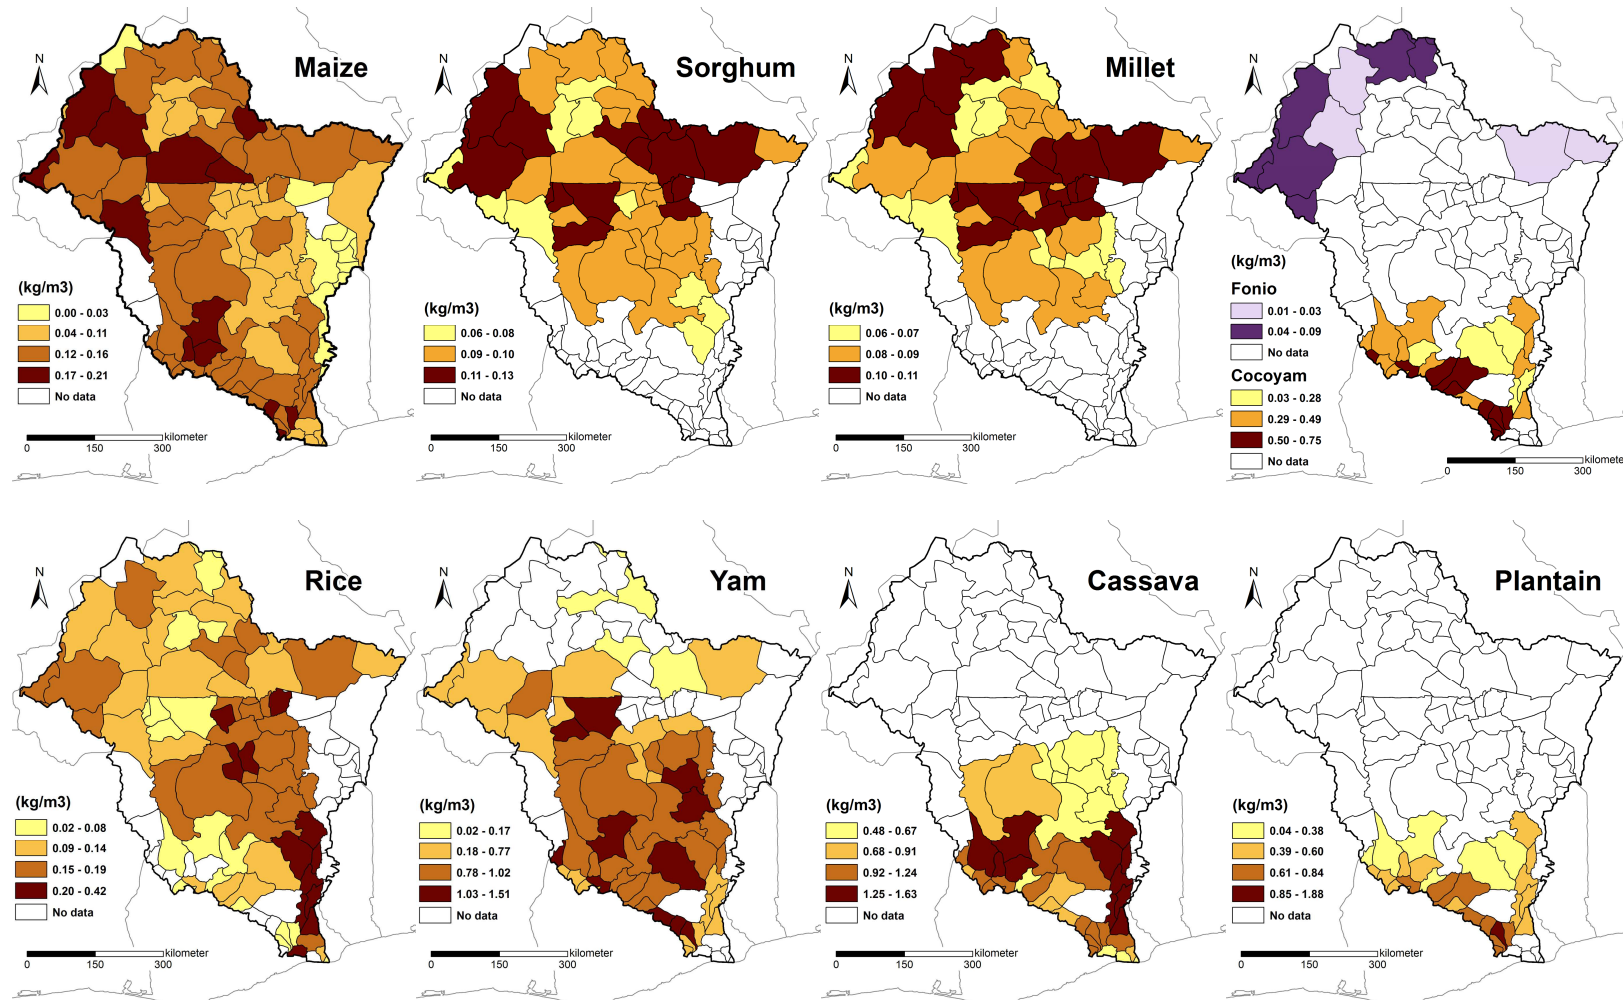 N
Maize
(kg/m3)
0.00 - 0.03
0.04 - 0.11
0.12 - 0.16
0.17 - 0.21
No data
kilometer
0 150 300
N
Sorghum
(kg/m3)
0.06 - 0.08
0.09 - 0.10
0.11 - 0.13
No data
kilometer
0 150 300
N
Millet
(kg/m3)
0.06 - 0.07
0.08 - 0.09
0.10 - 0.11
No data
kilometer
0 150 300
N
(kg/m3)
Fonio
0.01 - 0.03
0.04 - 0.09
No data
Cocoyam
0.03 - 0.28
0.29 - 0.49
0.50 - 0.75
No data
kilomete
0 150 300
N
Rice
(kg/m3)
0.02 - 0.08
0.09 - 0.14
0.15 - 0.19
0.20 - 0.42
No data
kilometer
0 150 300
N
Yam
(kg/m3)
0.02 - 0.17
0.18 - 0.77
0.78 - 1.02
1.03 - 1.51
No data
kilometer
0 150 300
N
Cassava
(kg/m3)
0.48 - 0.67
0.68 - 0.91
0.92 - 1.24
1.25 - 1.63
No data
kilometer
0 150 300
N
Plantain
(kg/m3)
0.04 - 0.38
0.39 - 0.60
0.61 - 0.84
0.85 - 1.88
No data
kilometer
0 150 300